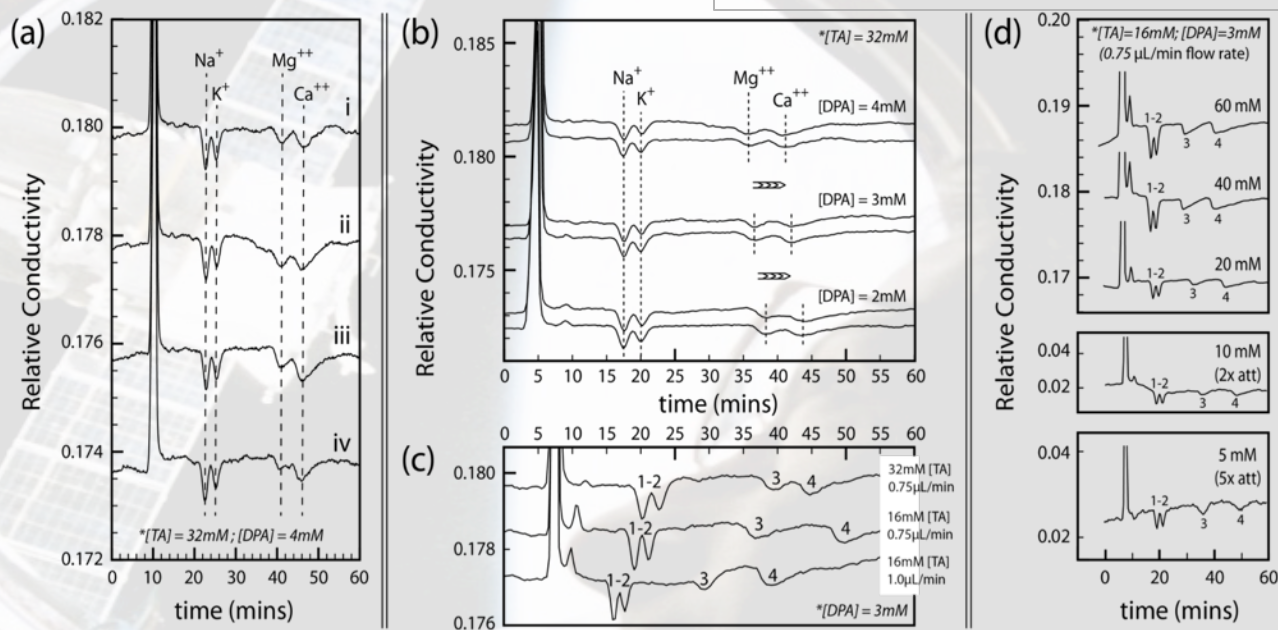 (a)
0.182
0.180
0.178
0.176
0.174
0.172
Relative Conductivity
Na+
K+
Mg++
Ca++
i
ii
iii
iv
*[TA] = 32mM ; [DPA] = 4mM
0 10 20 30 40 50 60
time (mins)
(b)
0.185
0.180
0.175
Relative Conductivity
*[TA] = 32mM
Na+
K+
Mg++
Ca++
[DPA] = 4mM
[DPA] = 3mM
[DPA] = 2mM
0 5 10 15 20 25 30 35 40 45 50 55 60
time (mins)
0 5 10 15 20 25 30 35 40 45 50 55 60
(c)
0.180
0.178
0.176
1-2 3 4
32mM [TA]
0.75µL/min
1-2 3 4
16mM [TA]
0.75µL/min
1-2 3 4
16mM [TA]
1.0µL/min
*[DPA] = 3mM
(d)
0.20
0.19
0.18
0.17
Relative Conductivity
*[TA]=16mM; [DPA]=3mM
(0.75 µL/min flow rate)
60 mM
1-2
3 4
40 mM
1-2
3 4
20 mM
1-2
3 4
0.04
0.02
10 mM
(2x att)
1-2
3 4
0.04
0.02
5 mM
(5x att)
1-2
3 4
0 20 40 60
time (mins)